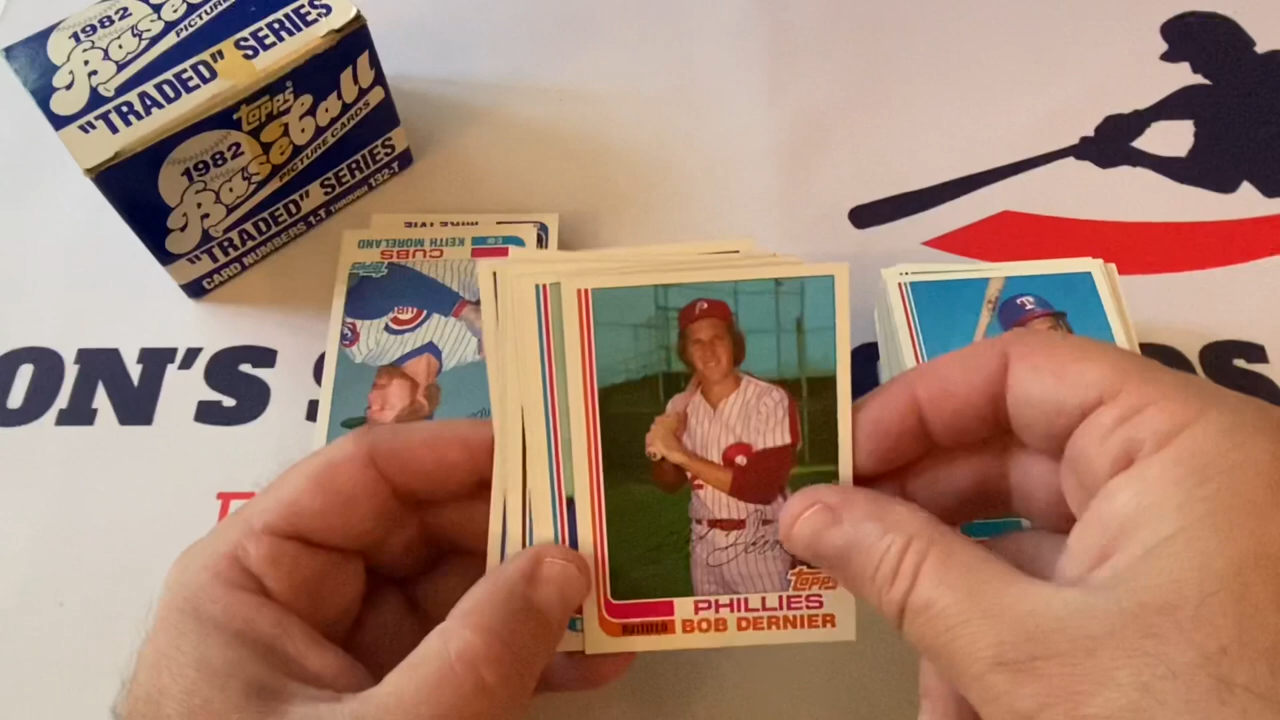 1982
Baseball
PICTURE
"TRADED" SERIES
topps
1982
Baseball
PICTURE CARDS
"TRADED" SERIES
CARD NUMBERS 1-T THROUGH 132-T
MIKE IVIE
KEITH MORELAND
CUBS
topps
T
P
ON'S S
topps
PHILLIES
BOB DERNIER